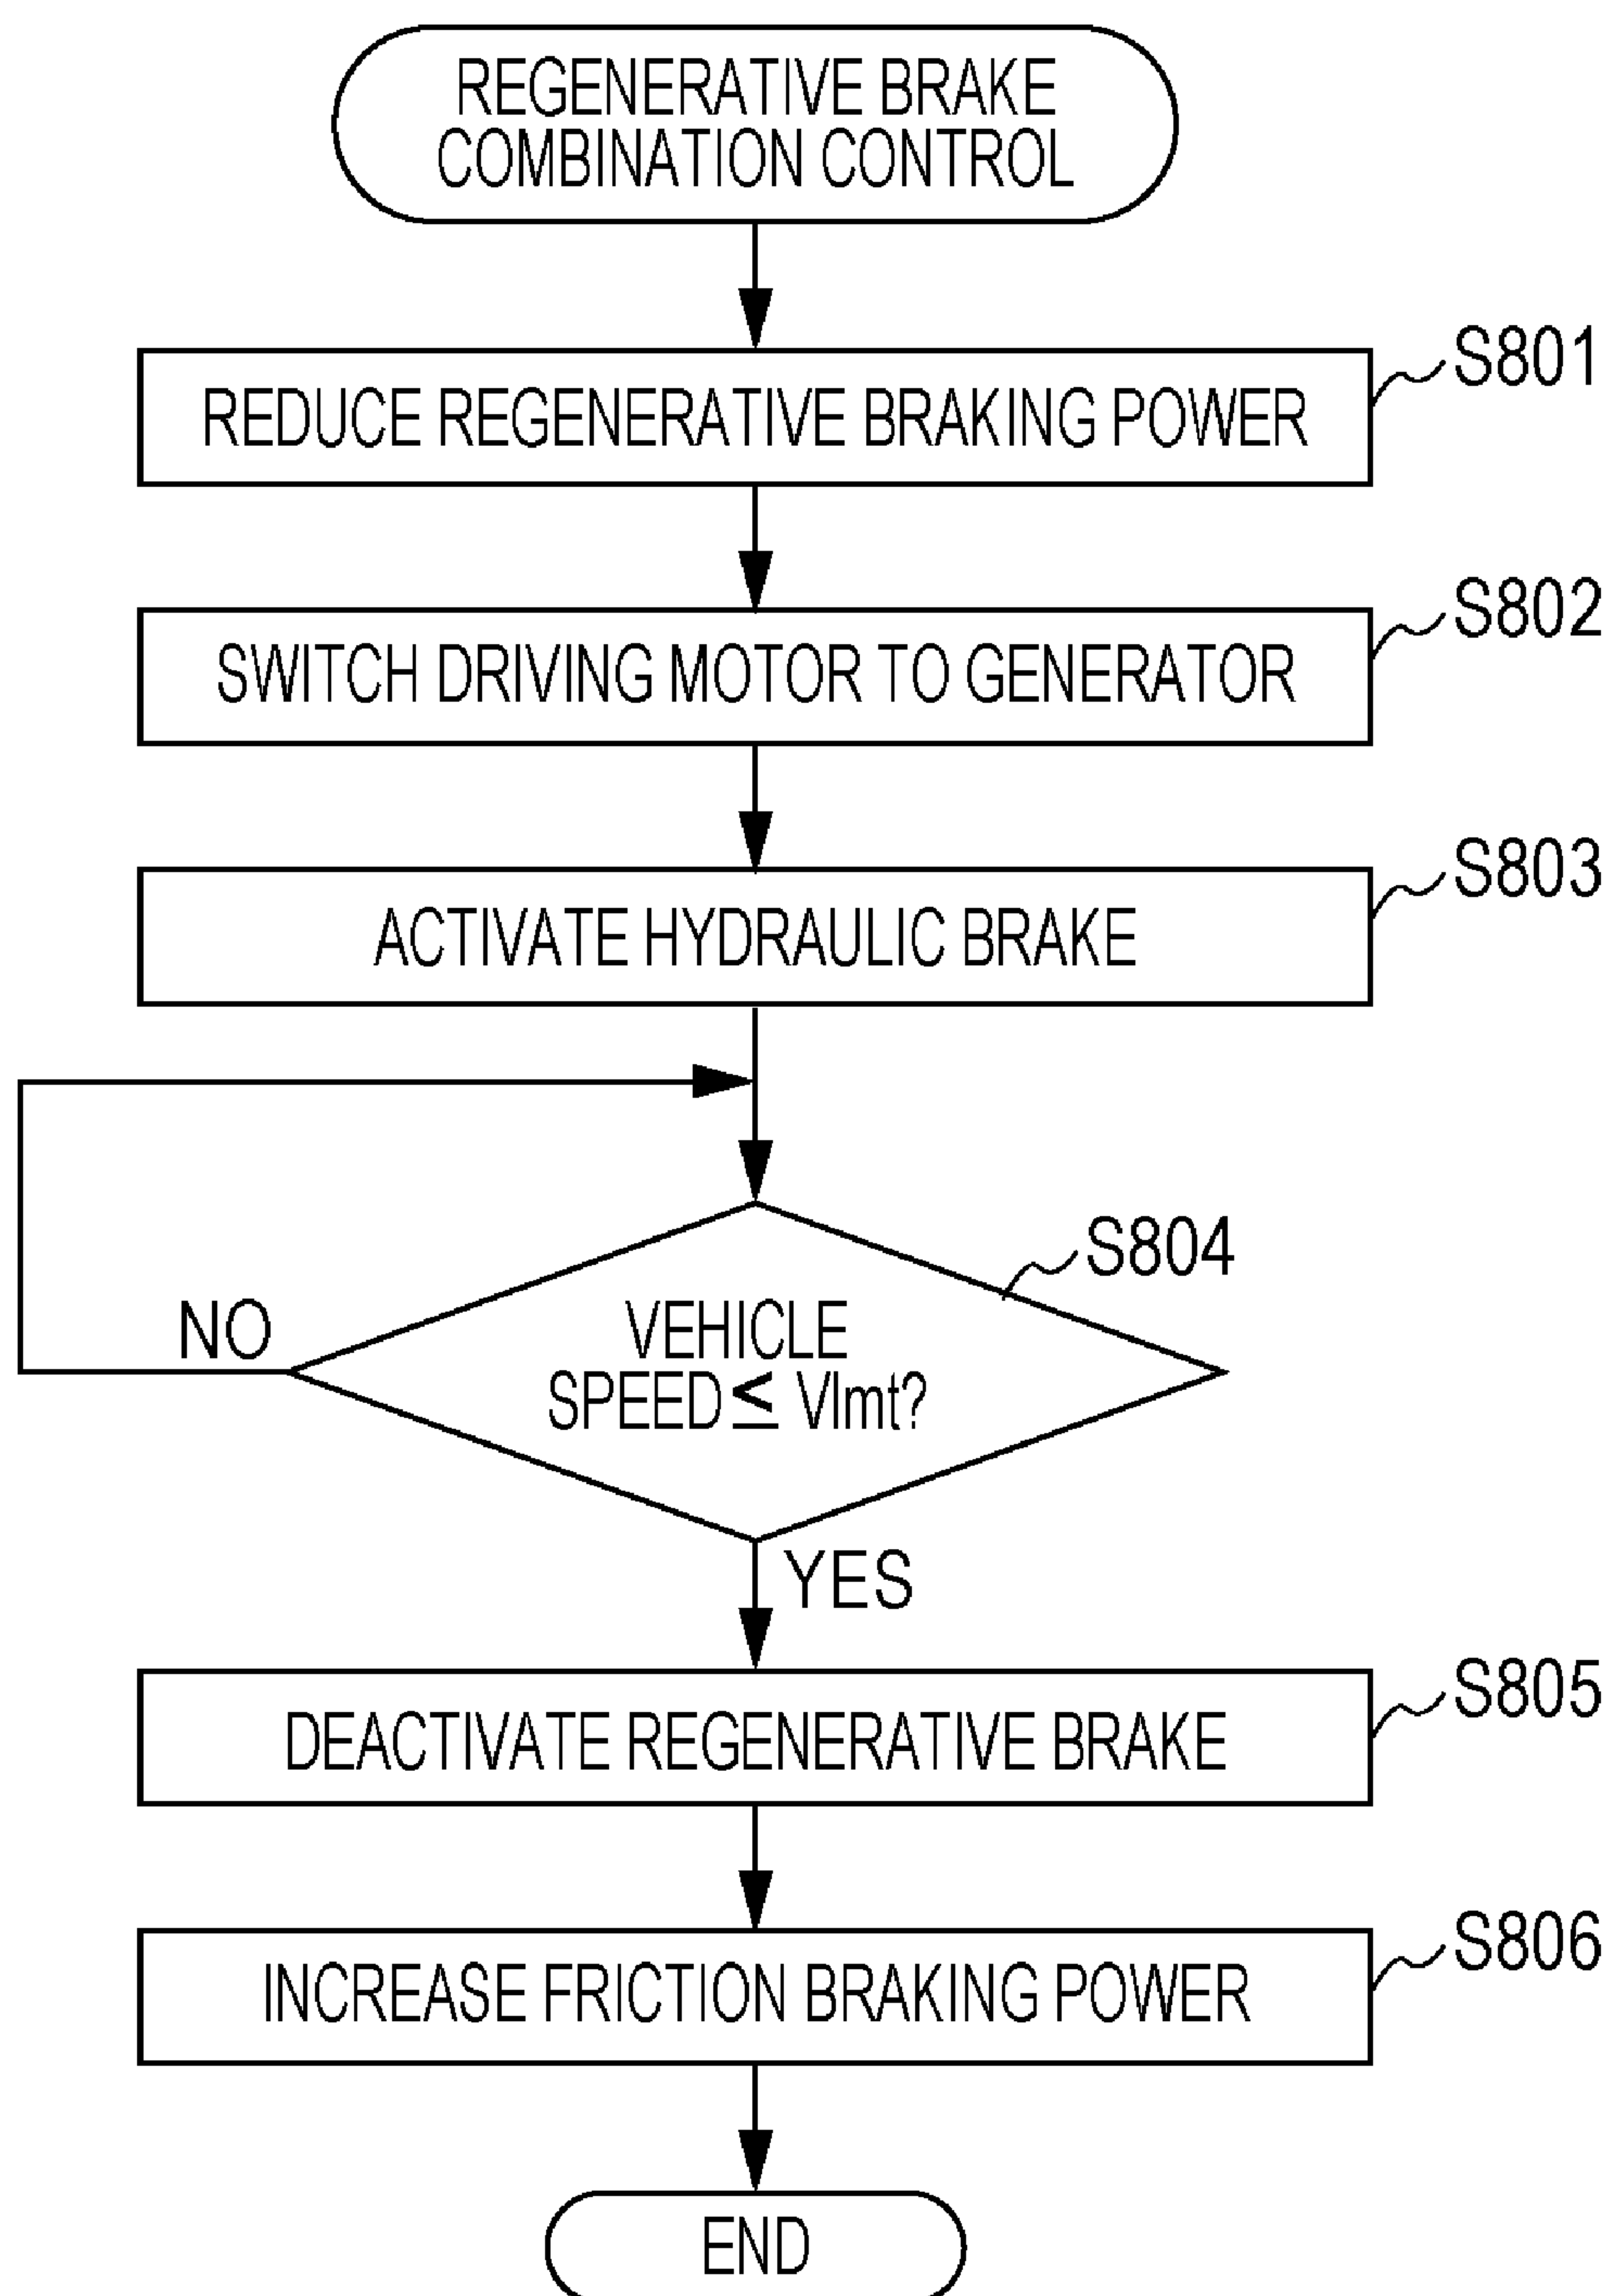 REGENERATIVE BRAKE
COMBINATION CONTROL
S801
REDUCE REGENERATIVE BRAKING POWER
S802
SWITCH DRIVING MOTOR TO GENERATOR
S803
ACTIVATE HYDRAULIC BRAKE
S804
NO
VEHICLE
SPEED ≦ Vlmt?
YES
S805
DEACTIVATE REGENERATIVE BRAKE
S806
INCREASE FRICTION BRAKING POWER
END